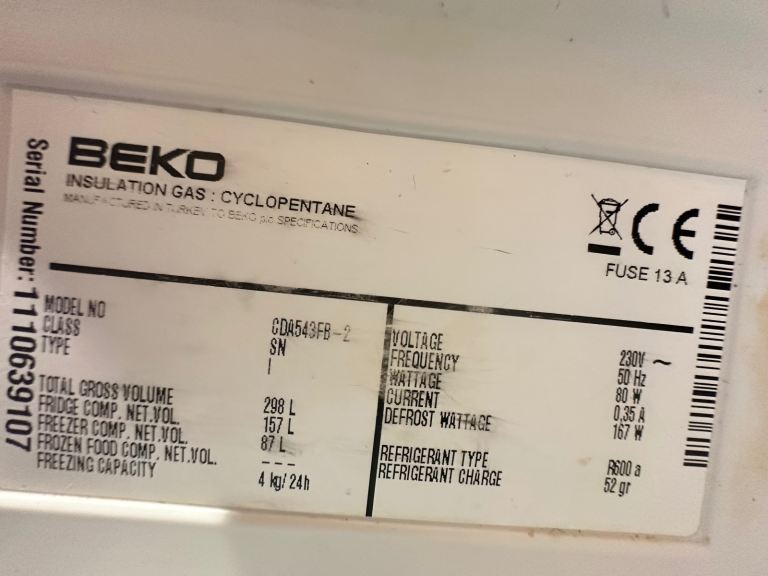 BEKO
INSULATION GAS : CYCLOPENTANE
MANUFACTURED IN TURKEY TO BEKO p.l.c SPECIFICATIONS.
FUSE 13 A
Serial Number: 1110639107
MODEL NO CDA543FB-2
CLASS SN
TYPE I
TOTAL GROSS VOLUME 298 L
FRIDGE COMP. NET.VOL. 157 L
FREEZER COMP. NET.VOL. 87 L
FROZEN FOOD COMP. NET.VOL. ---
FREEZING CAPACITY 4 kg/24h
VOLTAGE 230V ~
FREQUENCY 50 Hz
WATTAGE 80 W
CURRENT 0,35 A
DEFROST WATTAGE 167 W
REFRIGERANT TYPE R600 a
REFRIGERANT CHARGE 52 gr